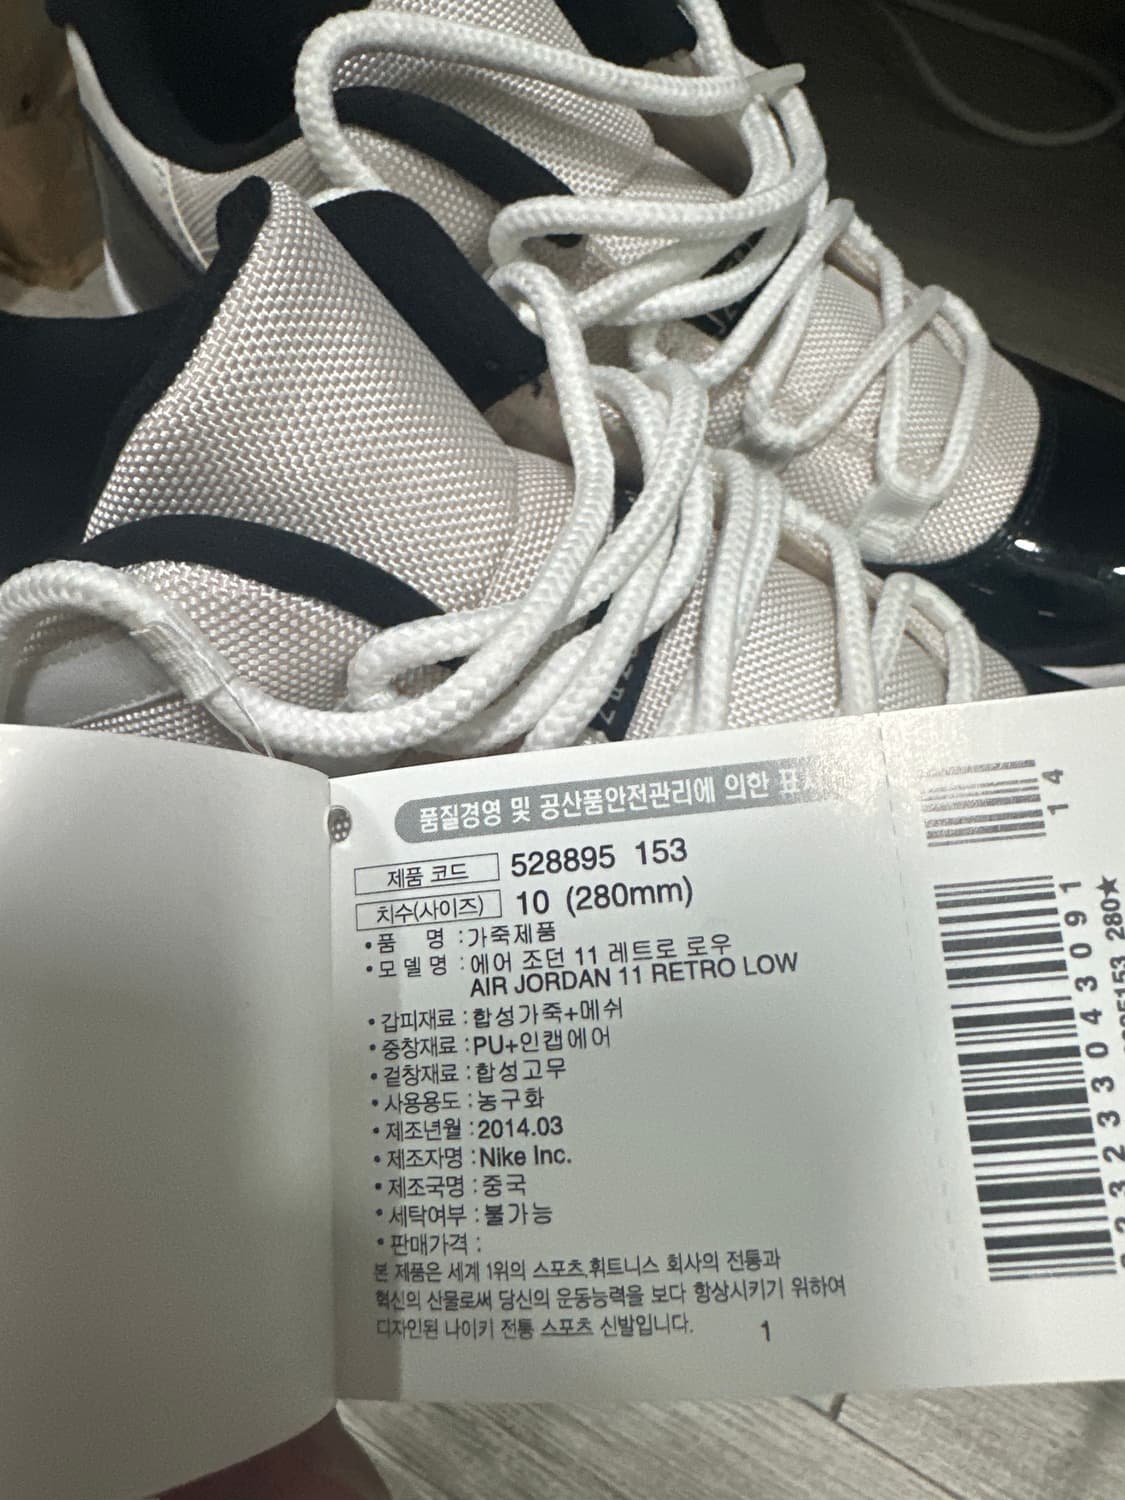 품질경영 및 공산품안전관리에 의한 표시
제품 코드 528895 153
치수(사이즈) 10 (280mm)
•품 명 :가죽제품
•모델명 :에어 조던 11 레트로 로우
AIR JORDAN 11 RETRO LOW
•갑피재료 :합성가죽+메쉬
•중창재료 :PU+인캡에어
•겉창재료 :합성고무
•사용용도 :농구화
•제조년월 :2014.03
•제조자명 :Nike Inc.
•제조국명 :중국
•세탁여부 :불가능
•판매가격 :
본 제품은 세계 1위의 스포츠,휘트니스 회사의 전통과
혁신의 산물로써 당신의 운동능력을 보다 향상시키기 위하여
디자인된 나이키 전통 스포츠 신발입니다.
1
14
280★